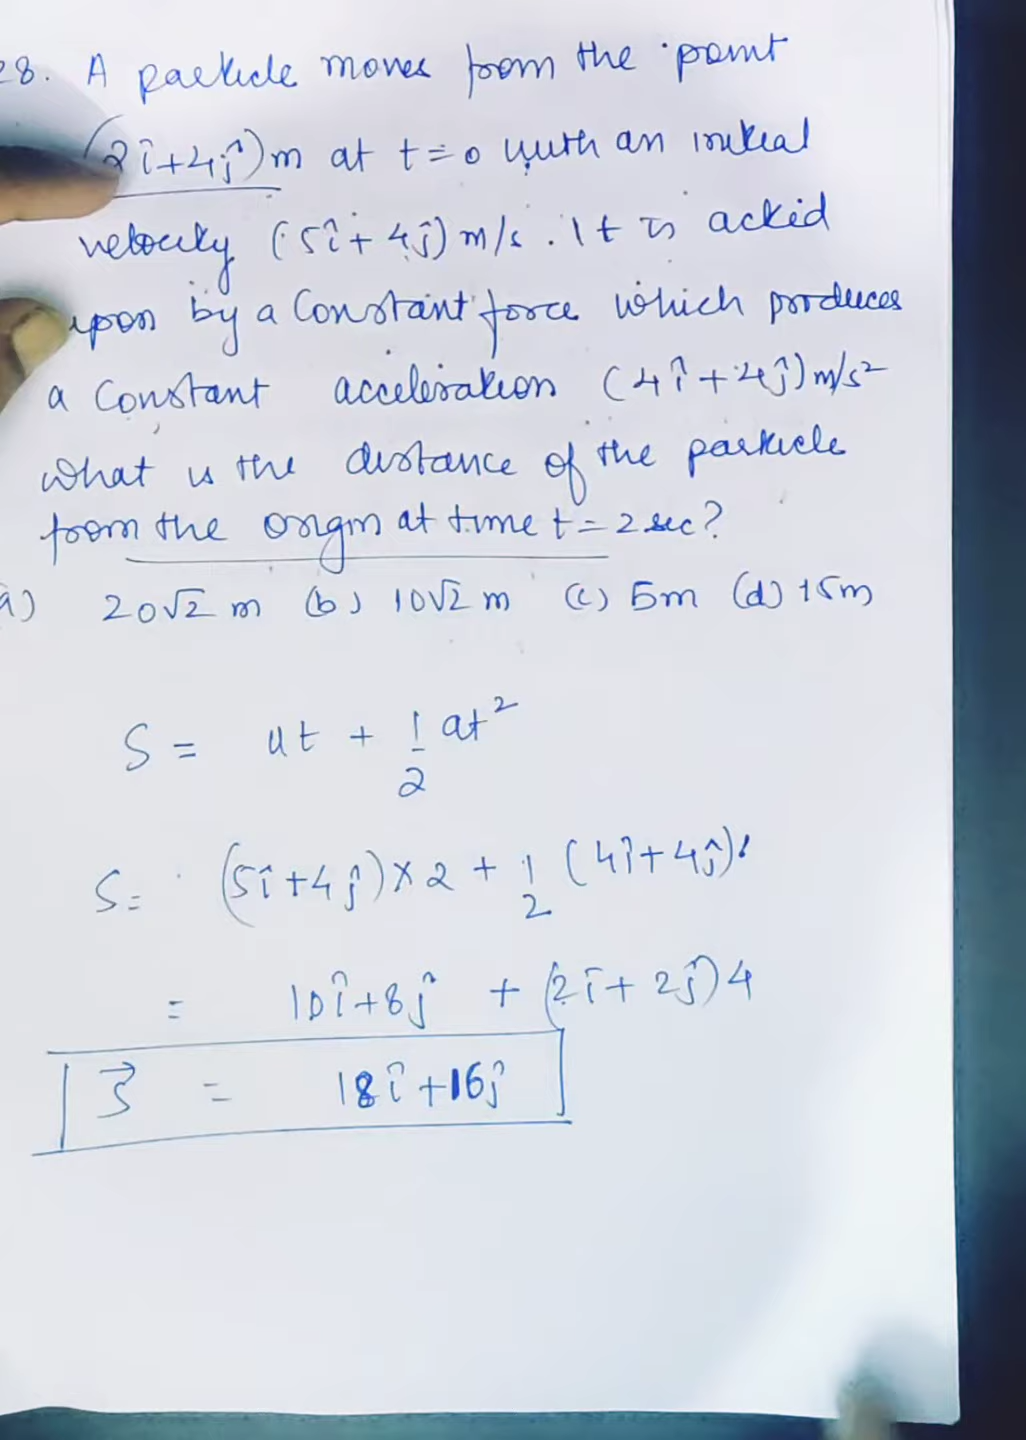 28. A particle moves from the point
(2î+4ĵ)m at t=0 with an initial
velocity (5î+4ĵ)m/s. It is acted
upon by a constant force which produces
a constant acceleration (4î+4ĵ)m/s²
what is the distance of the particle
from the origin at time t=2sec?
a) 20√2 m (b) 10√2 m (c) 5m (d) 15m
S = ut + 1/2 at²
S= (5î+4ĵ)×2 + 1/2 (4î+4ĵ)
= 10î+8ĵ + (2î+2ĵ)4
S⃗ = 18î+16ĵ